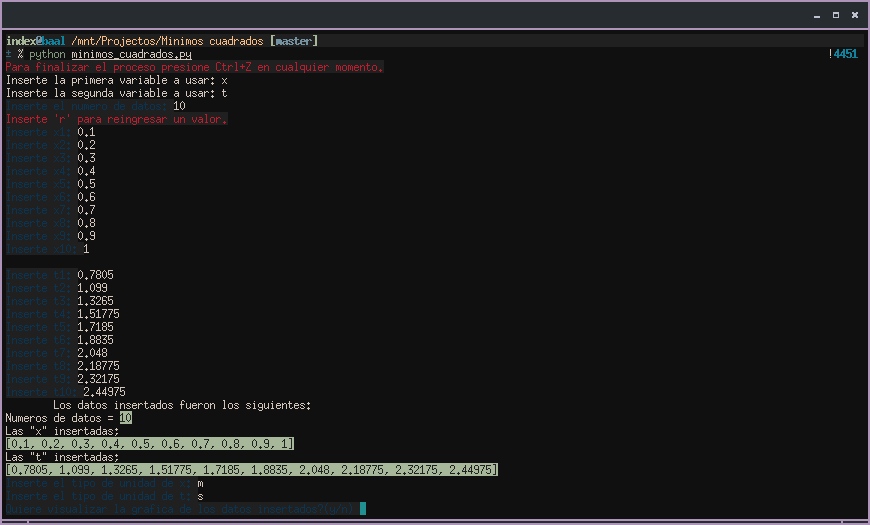 index@baal /mnt/Projectos/Minimos cuadrados [master]
± % python minimos_cuadrados.py !4451
Para finalizar el proceso presione Ctrl+Z en cualquier momento.
Inserte la primera variable a usar: x
Inserte la segunda variable a usar: t
Inserte el numero de datos: 10
Inserte 'r' para reingresar un valor.
Inserte x1: 0.1
Inserte x2: 0.2
Inserte x3: 0.3
Inserte x4: 0.4
Inserte x5: 0.5
Inserte x6: 0.6
Inserte x7: 0.7
Inserte x8: 0.8
Inserte x9: 0.9
Inserte x10: 1
Inserte t1: 0.7805
Inserte t2: 1.099
Inserte t3: 1.3265
Inserte t4: 1.51775
Inserte t5: 1.7185
Inserte t6: 1.8835
Inserte t7: 2.048
Inserte t8: 2.18775
Inserte t9: 2.32175
Inserte t10: 2.44975
Los datos insertados fueron los siguientes:
Numeros de datos = 10
Las "x" insertadas:
[0.1, 0.2, 0.3, 0.4, 0.5, 0.6, 0.7, 0.8, 0.9, 1]
Las "t" insertadas:
[0.7805, 1.099, 1.3265, 1.51775, 1.7185, 1.8835, 2.048, 2.18775, 2.32175, 2.44975]
Inserte el tipo de unidad de x: m
Inserte el tipo de unidad de t: s
Quiere visualizar la grafica de los datos insertados?(y/n)